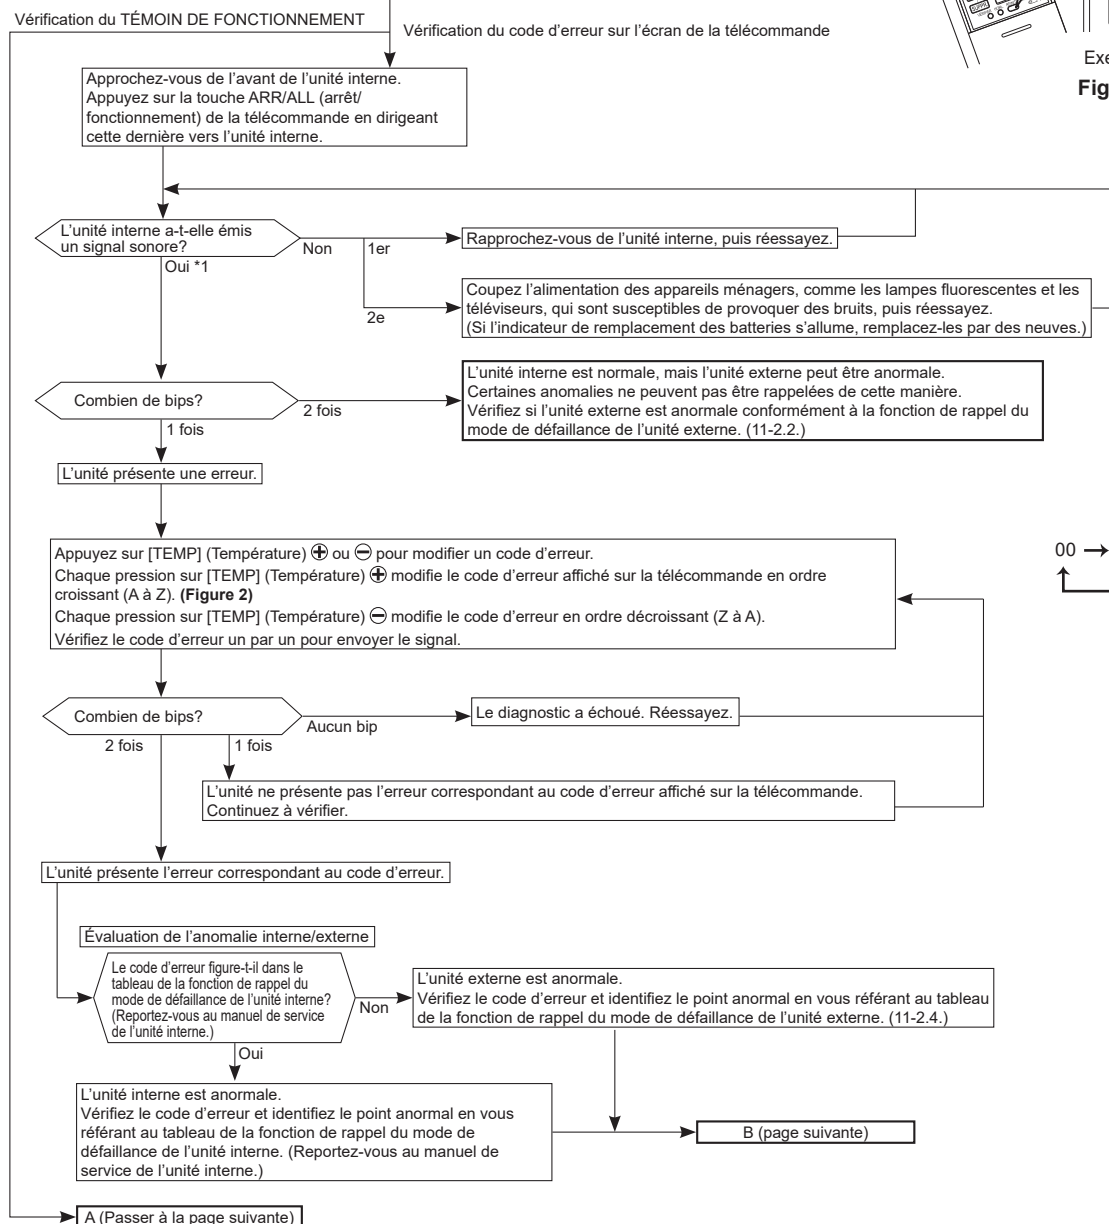 Vérification du TÉMOIN DE FONCTIONNEMENT
Vérification du code d'erreur sur l'écran de la télécommande
Exe
Fig
Approchez-vous de l'avant de l'unité interne.
Appuyez sur la touche ARR/ALL (arrêt/
fonctionnement) de la télécommande en dirigeant
cette dernière vers l'unité interne.
L'unité interne a-t-elle émis
un signal sonore?
Non
1er
Rapprochez-vous de l'unité interne, puis réessayez.
Oui *1
2e
Coupez l'alimentation des appareils ménagers, comme les lampes fluorescentes et les
téléviseurs, qui sont susceptibles de provoquer des bruits, puis réessayez.
(Si l'indicateur de remplacement des batteries s'allume, remplacez-les par des neuves.)
Combien de bips?
2 fois
L'unité interne est normale, mais l'unité externe peut être anormale.
Certaines anomalies ne peuvent pas être rappelées de cette manière.
Vérifiez si l'unité externe est anormale conformément à la fonction de rappel du
mode de défaillance de l'unité externe. (11-2.2.)
1 fois
L'unité présente une erreur.
Appuyez sur [TEMP] (Température) ⊕ ou ⊖ pour modifier un code d'erreur.
Chaque pression sur [TEMP] (Température) ⊕ modifie le code d'erreur affiché sur la télécommande en ordre
croissant (A à Z). (Figure 2)
Chaque pression sur [TEMP] (Température) ⊖ modifie le code d'erreur en ordre décroissant (Z à A).
Vérifiez le code d'erreur un par un pour envoyer le signal.
00
Combien de bips?
Aucun bip
Le diagnostic a échoué. Réessayez.
2 fois
1 fois
L'unité ne présente pas l'erreur correspondant au code d'erreur affiché sur la télécommande.
Continuez à vérifier.
L'unité présente l'erreur correspondant au code d'erreur.
Évaluation de l'anomalie interne/externe
Le code d'erreur figure-t-il dans le
tableau de la fonction de rappel du
mode de défaillance de l'unité interne?
(Reportez-vous au manuel de service
de l'unité interne.)
Non
L'unité externe est anormale.
Vérifiez le code d'erreur et identifiez le point anormal en vous référant au tableau
de la fonction de rappel du mode de défaillance de l'unité externe. (11-2.4.)
Oui
L'unité interne est anormale.
Vérifiez le code d'erreur et identifiez le point anormal en vous
référant au tableau de la fonction de rappel du mode de
défaillance de l'unité interne. (Reportez-vous au manuel de
service de l'unité interne.)
B (page suivante)
A (Passer à la page suivante)